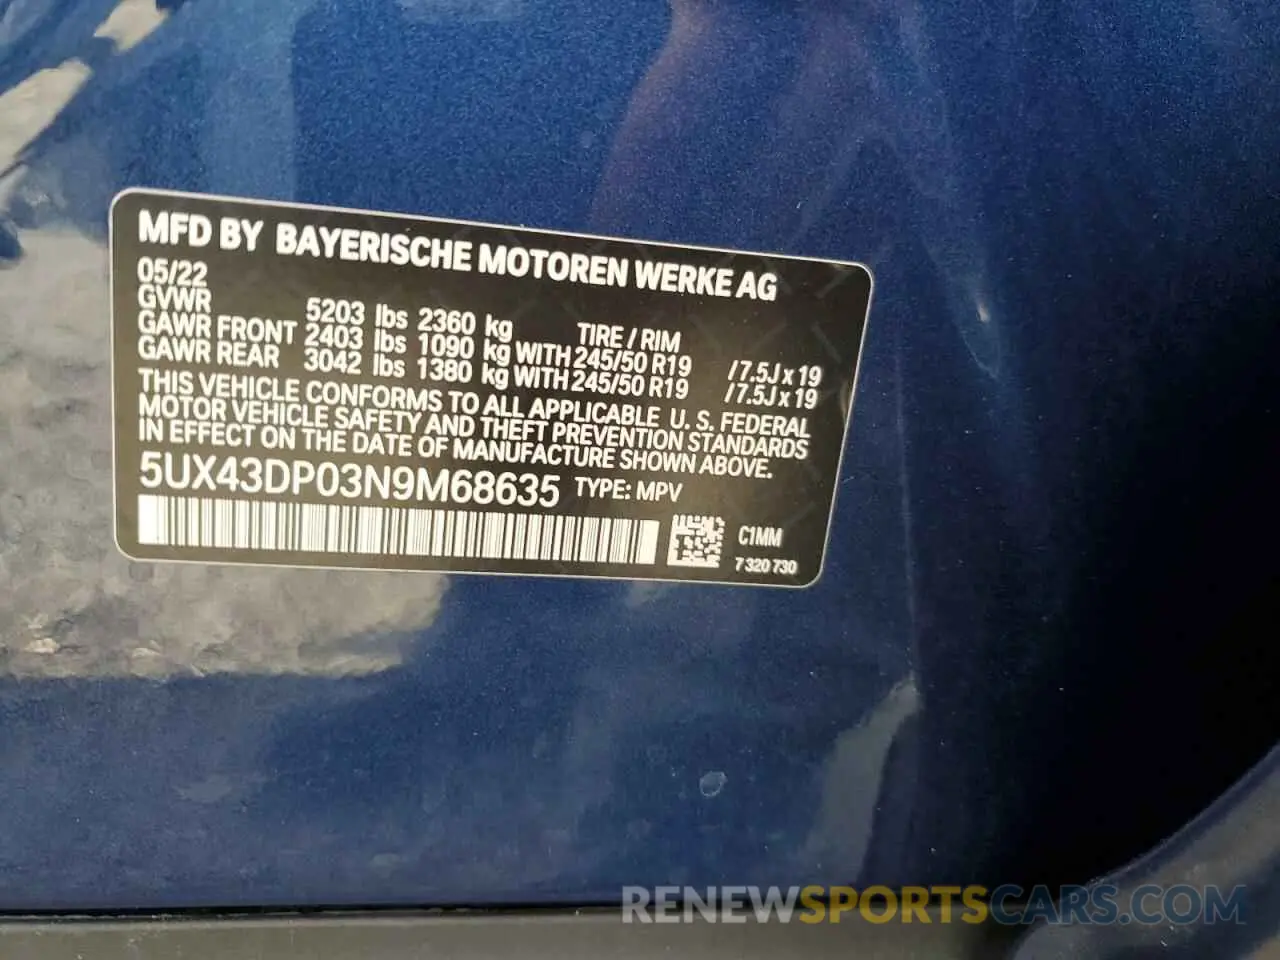 MFD BY BAYERISCHE MOTOREN WERKE AG
05/22
GVWR 5203 lbs 2360 kg TIRE / RIM
GAWR FRONT 2403 lbs 1090 kg WITH 245/50 R19 / 7.5J x 19
GAWR REAR 3042 lbs 1380 kg WITH 245/50 R19 / 7.5J x 19
THIS VEHICLE CONFORMS TO ALL APPLICABLE U. S. FEDERAL
MOTOR VEHICLE SAFETY AND THEFT PREVENTION STANDARDS
IN EFFECT ON THE DATE OF MANUFACTURE SHOWN ABOVE.
5UX43DP03N9M68635 TYPE: MPV
C1MM
7 320 730
RENEWSPORTSCARS.COM